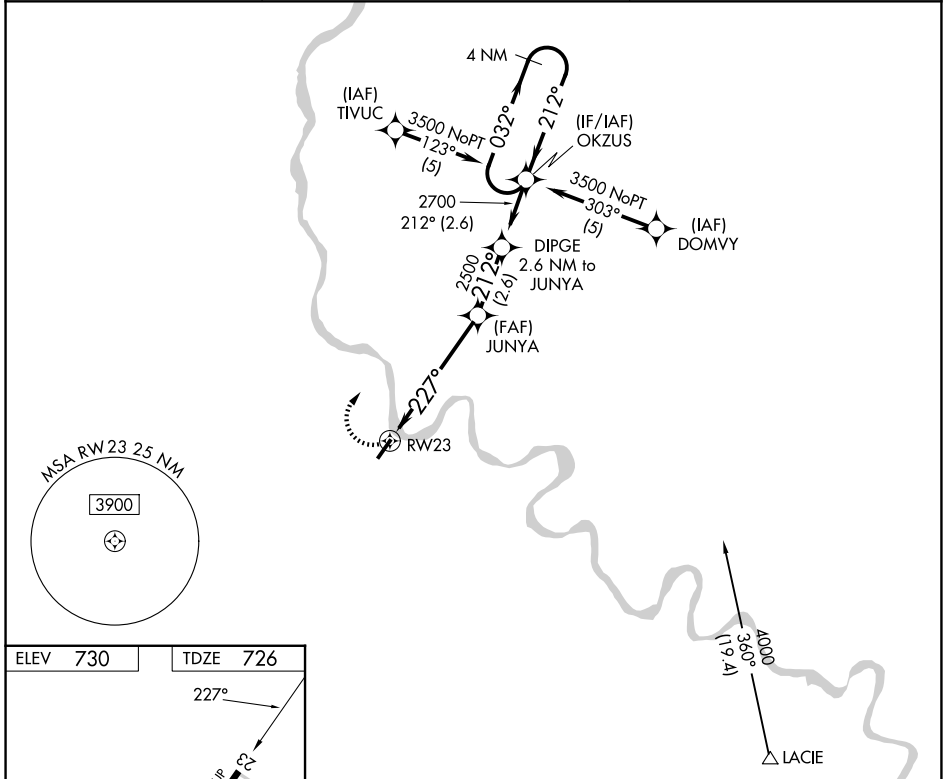 4 NM
(IAF)
TIVUC
3500 NoPT
123°
(5)
032°
212°
(IF/IAF)
OKZUS
3500 NoPT
303°
(5)
(IAF)
DOMVY
2700
212° (2.6)
DIPGE
2.6 NM to
JUNYA
2500
212°
(2.6)
(FAF)
JUNYA
227°
RW23
MSA RW23 25 NM
3900
4000
360°
(19.4)
LACIE
ELEV 730
TDZE 726
227°
23
UP